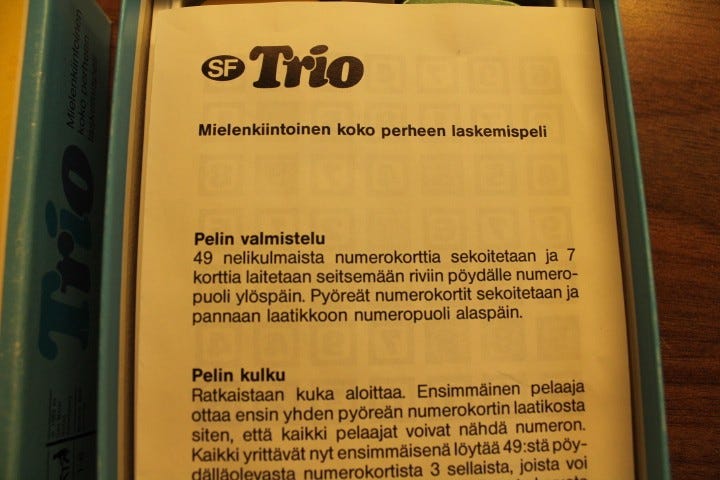 SF Trio
Mielenkiintoinen koko perheen laskemispeli
Pelin valmistelu
49 nelikulmaista numerokorttia sekoitetaan ja 7
korttia laitetaan seitsemään riviin pöydälle numero-
puoli ylöspäin. Pyöreät numerokortit sekoitetaan ja
pannaan laatikkoon numeropuoli alaspäin.
Pelin kulku
Ratkaistaan kuka aloittaa. Ensimmäinen pelaaja
ottaa ensin yhden pyöreän numerokortin laatikosta
siten, että kaikki pelaajat voivat nähdä numeron.
Kaikki yrittävät nyt ensimmäisenä löytää 49:stä pöy-
dälläolevasta numerokortista 3 sellaista, joista voi
Trio
Mielenkiintoinen
koko perheen